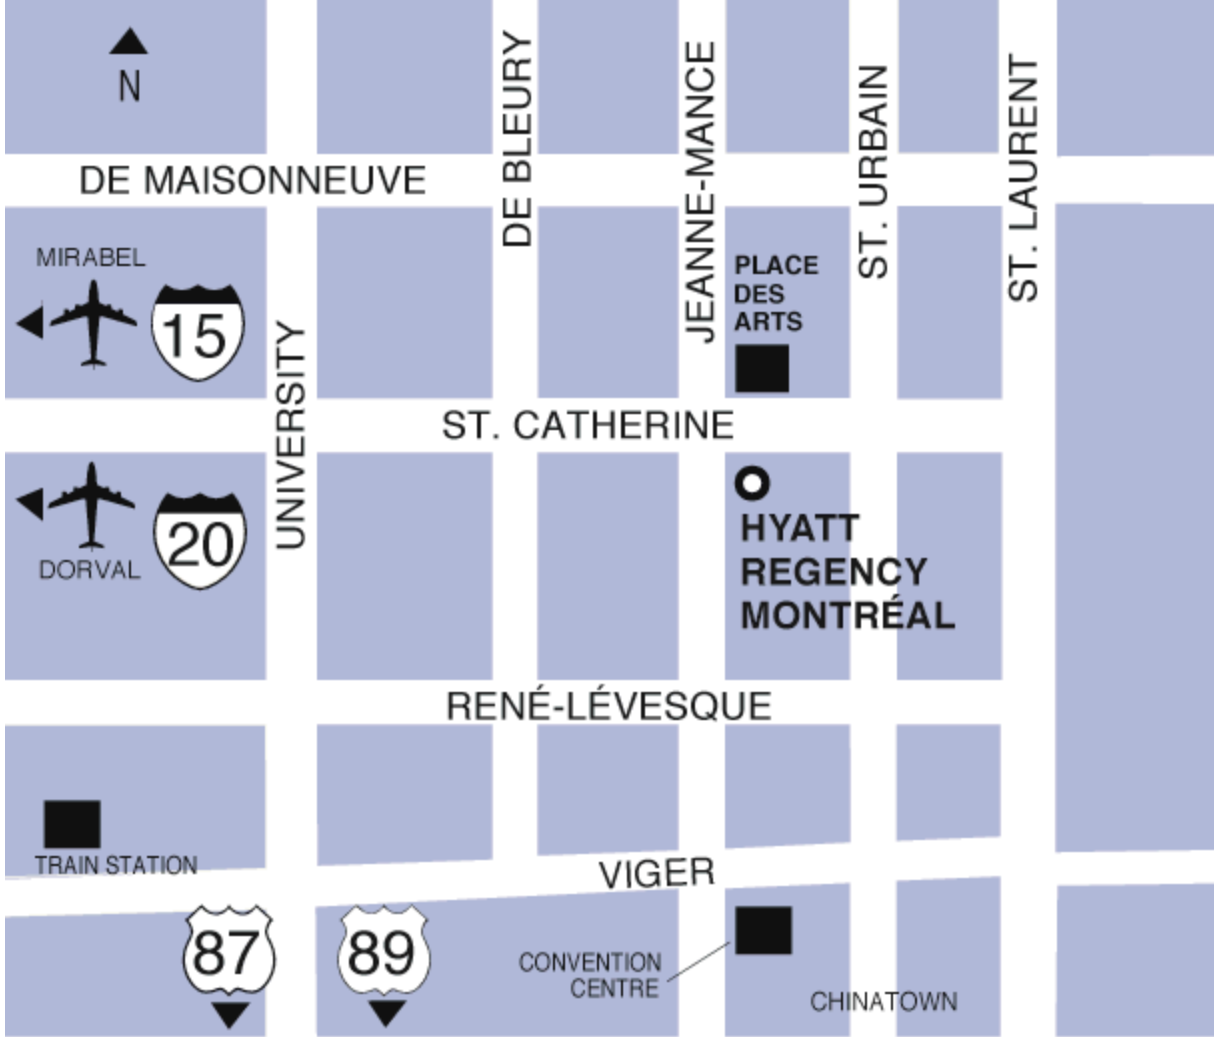 N
DE MAISONNEUVE
DE BLEURY
JEANNE-MANCE
ST. URBAIN
ST. LAURENT
MIRABEL
15
UNIVERSITY
PLACE
DES
ARTS
ST. CATHERINE
20
DORVAL
HYATT
REGENCY
MONTRÉAL
RENÉ-LÉVESQUE
TRAIN STATION
VIGER
87
89
CONVENTION
CENTRE
CHINATOWN